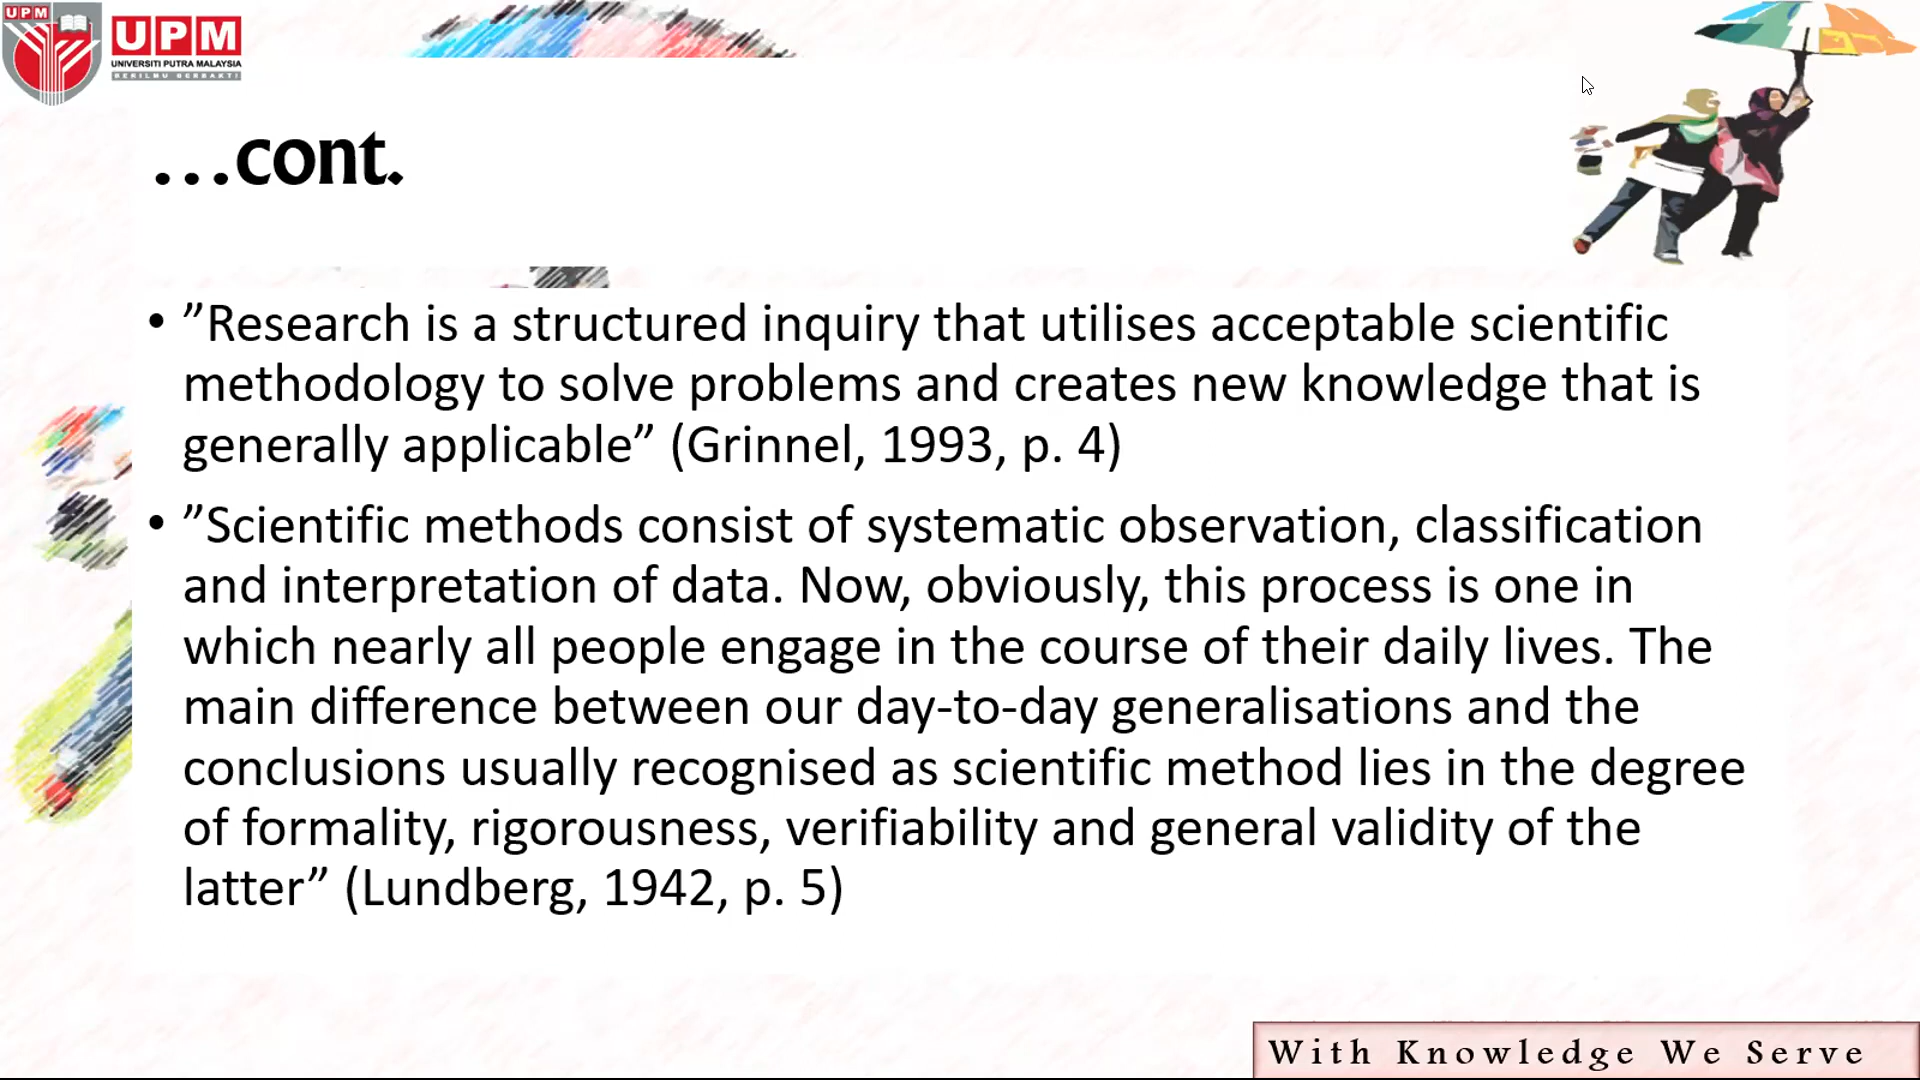 UPM
UPM
UNIVERSITI PUTRA MALAYSIA
BERILMU BERBAKTI
...cont.
• ”Research is a structured inquiry that utilises acceptable scientific
methodology to solve problems and creates new knowledge that is
generally applicable” (Grinnel, 1993, p. 4)
• ”Scientific methods consist of systematic observation, classification
and interpretation of data. Now, obviously, this process is one in
which nearly all people engage in the course of their daily lives. The
main difference between our day-to-day generalisations and the
conclusions usually recognised as scientific method lies in the degree
of formality, rigorousness, verifiability and general validity of the
latter” (Lundberg, 1942, p. 5)
With Knowledge We Serve